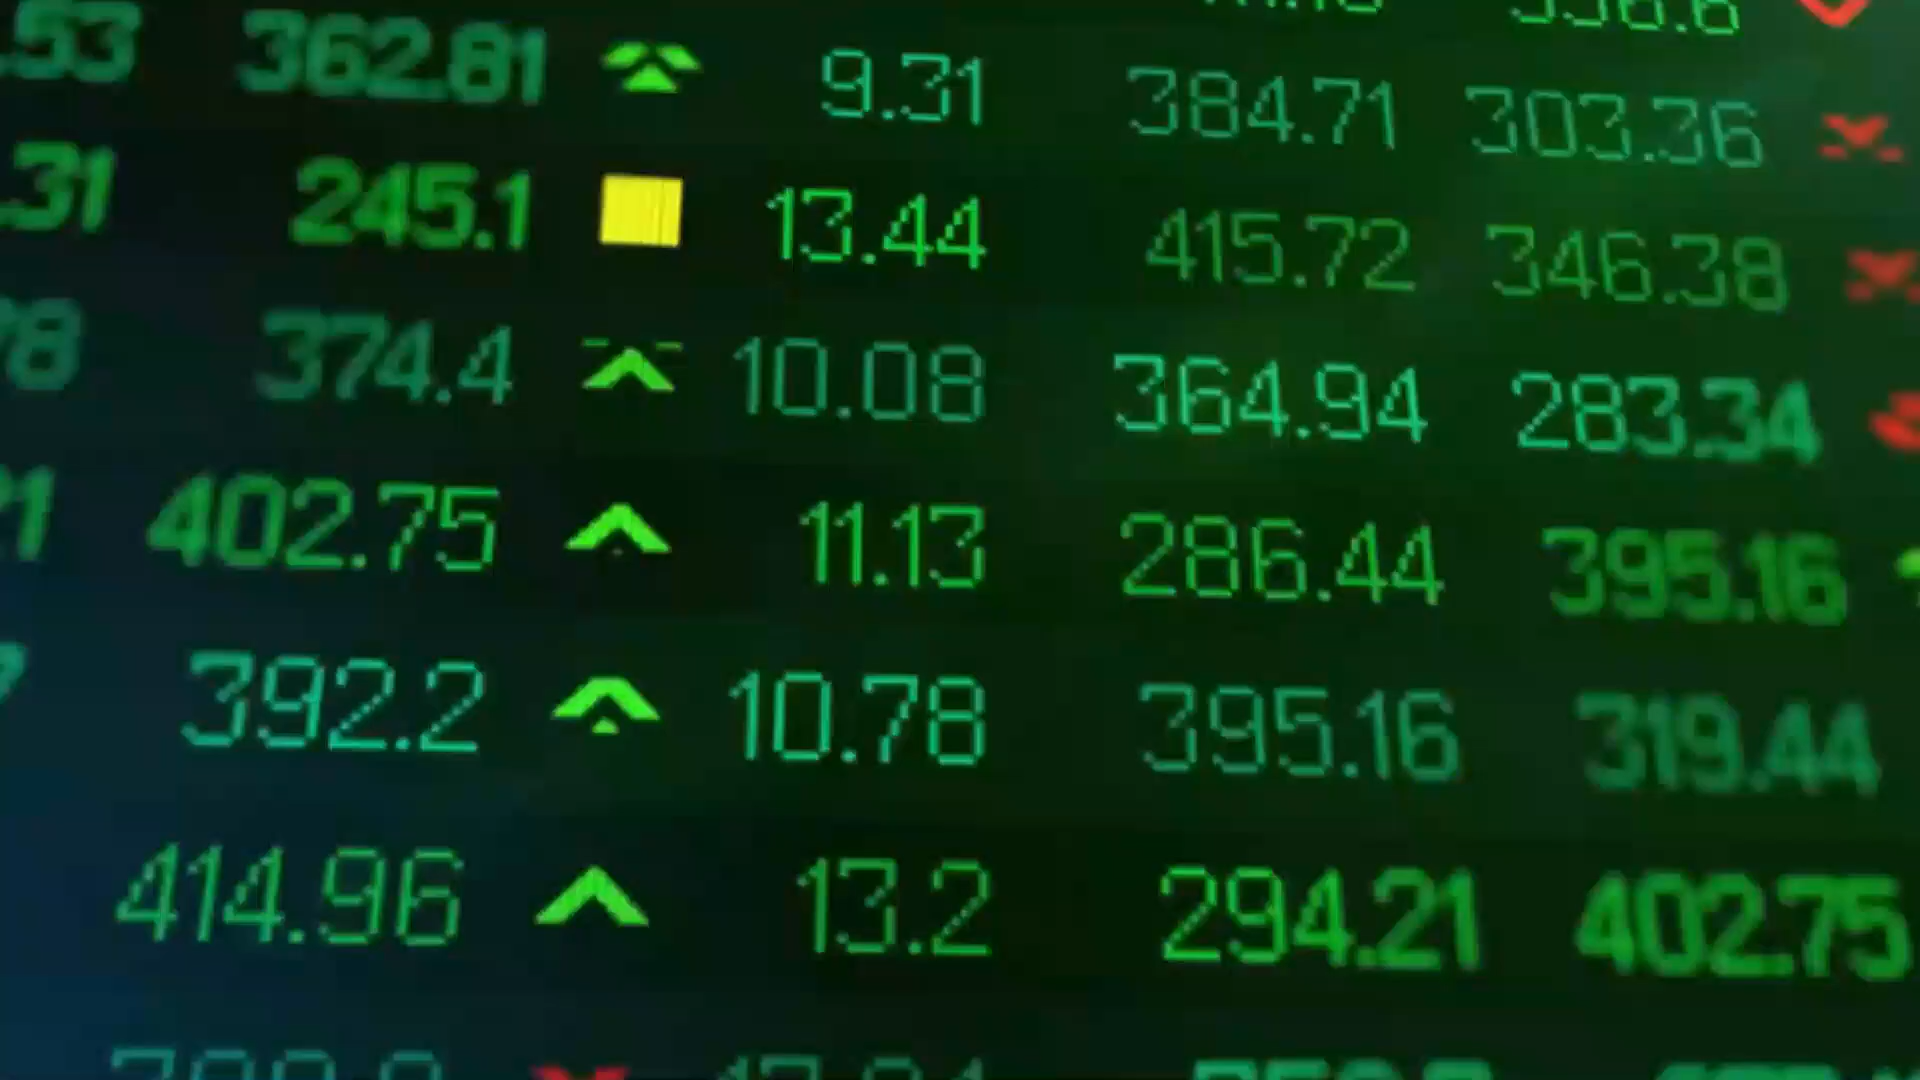 .53 362.81 9.31 384.71 303.36
.31 245.1 13.44 415.72 346.38
78 374.4 10.08 364.94 283.34
21 402.75 11.13 286.44 395.16
7 392.2 10.78 395.16 319.44
414.96 13.2 294.21 402.75